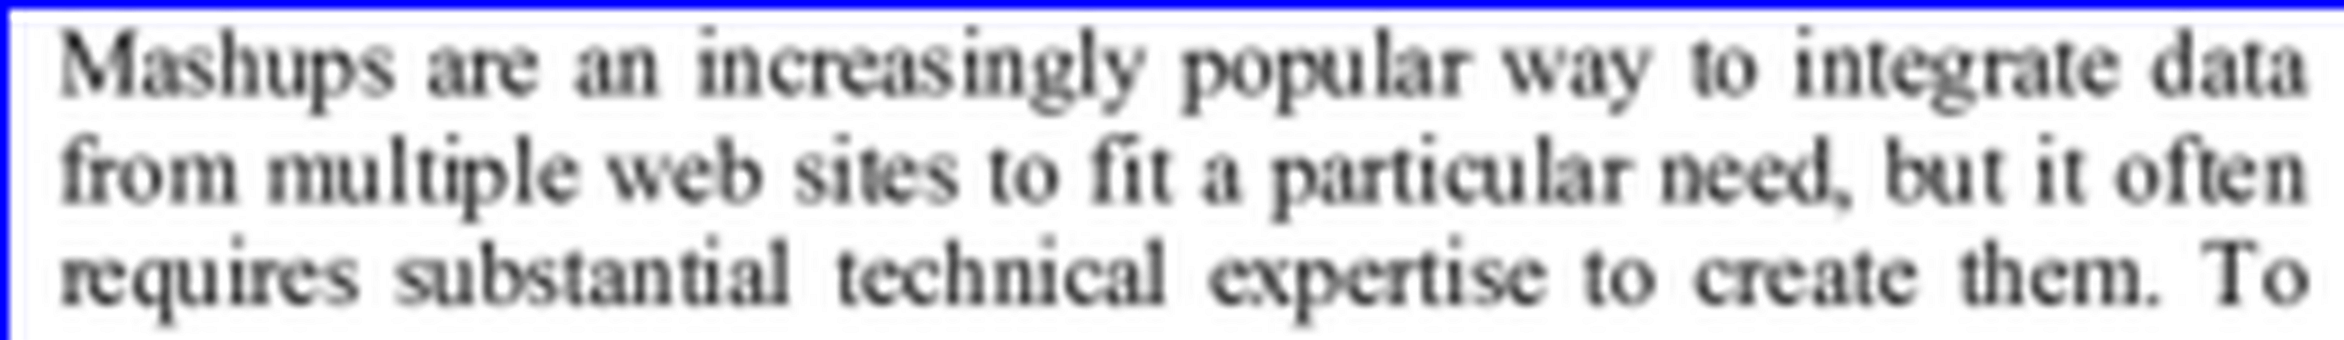 Mashups are an increasingly popular way to integrate data
from multiple web sites to fit a particular need, but it often
requires substantial technical expertise to create them. To